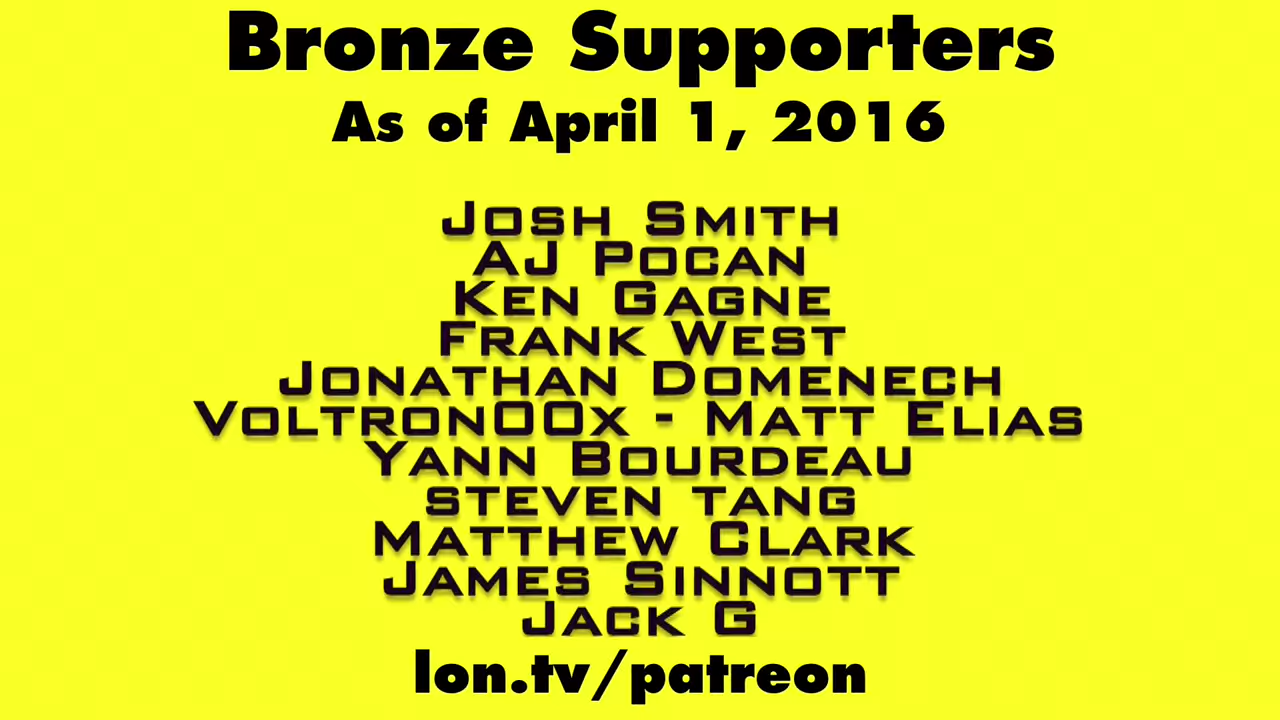 Bronze Supporters
As of April 1, 2016
Josh Smith
AJ Pocan
Ken Gagne
Frank West
Jonathan Domenech
Voltron00x - Matt Elias
Yann Bourdeau
steven tang
Matthew Clark
James Sinnott
Jack G
lon.tv/patreon